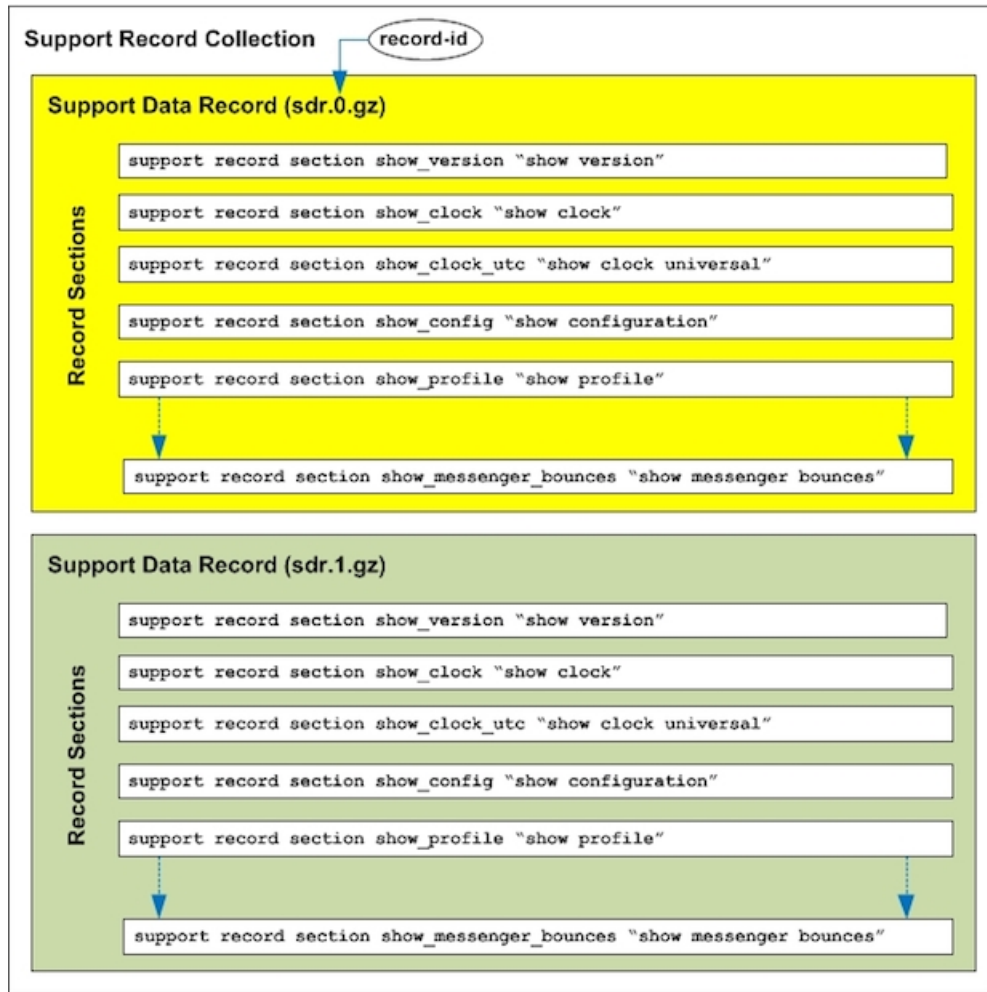 Support Record Collection
record-id
Support Data Record (sdr.0.gz)
Record Sections
support record section show_version “show version”
support record section show_clock “show clock”
support record section show_clock_utc “show clock universal”
support record section show_config “show configuration”
support record section show_profile “show profile”
support record section show_messenger_bounces “show messenger bounces”
Support Data Record (sdr.1.gz)
Record Sections
support record section show_version “show version”
support record section show_clock “show clock”
support record section show_clock_utc “show clock universal”
support record section show_config “show configuration”
support record section show_profile “show profile”
support record section show_messenger_bounces “show messenger bounces”